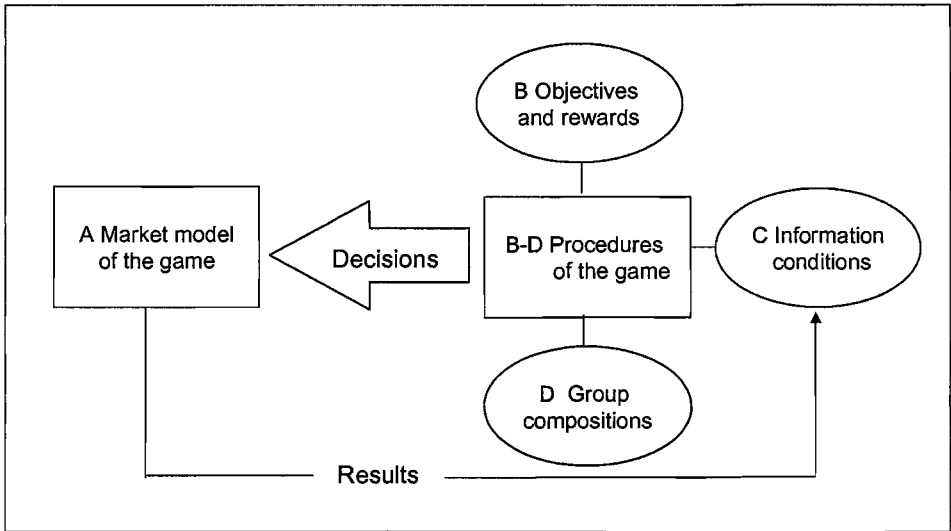 B Objectives
and rewards
A Market model
of the game
Decisions
B-D Procedures
of the game
C Information
conditions
D Group
compositions
Results